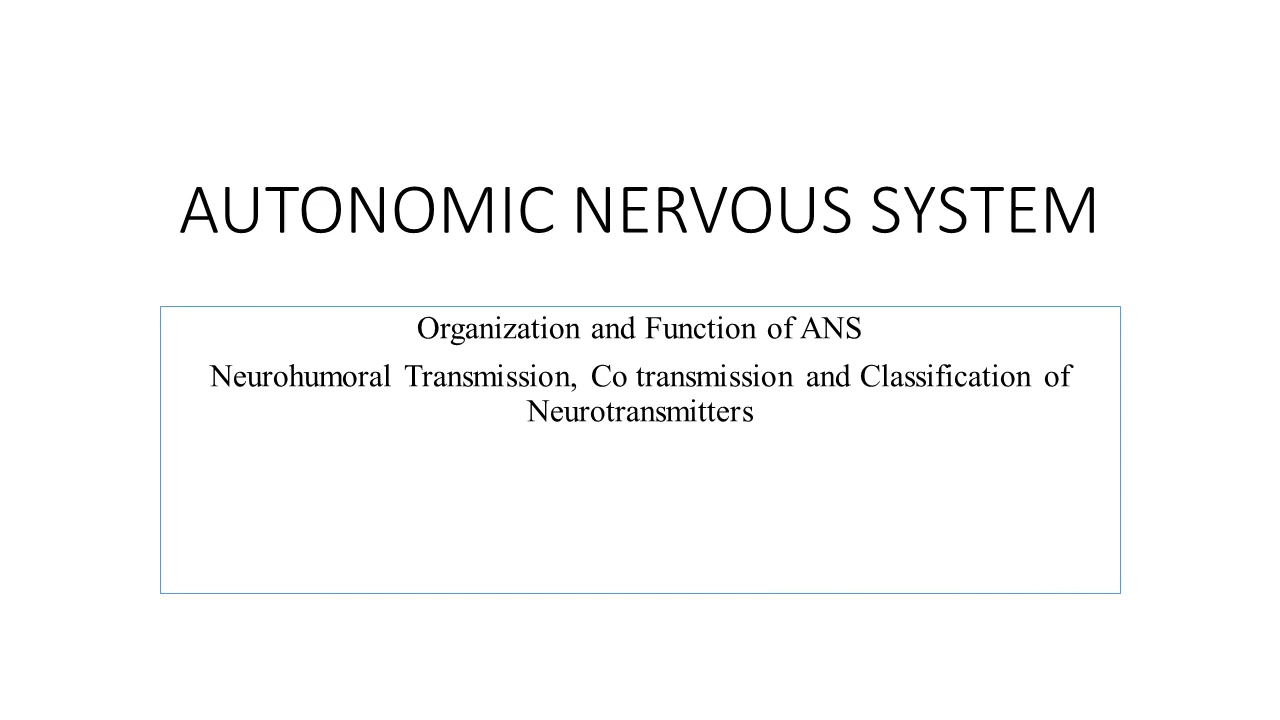 AUTONOMIC NERVOUS SYSTEM
Organization and Function of ANS
Neurohumoral Transmission, Co transmission and Classification of
Neurotransmitters